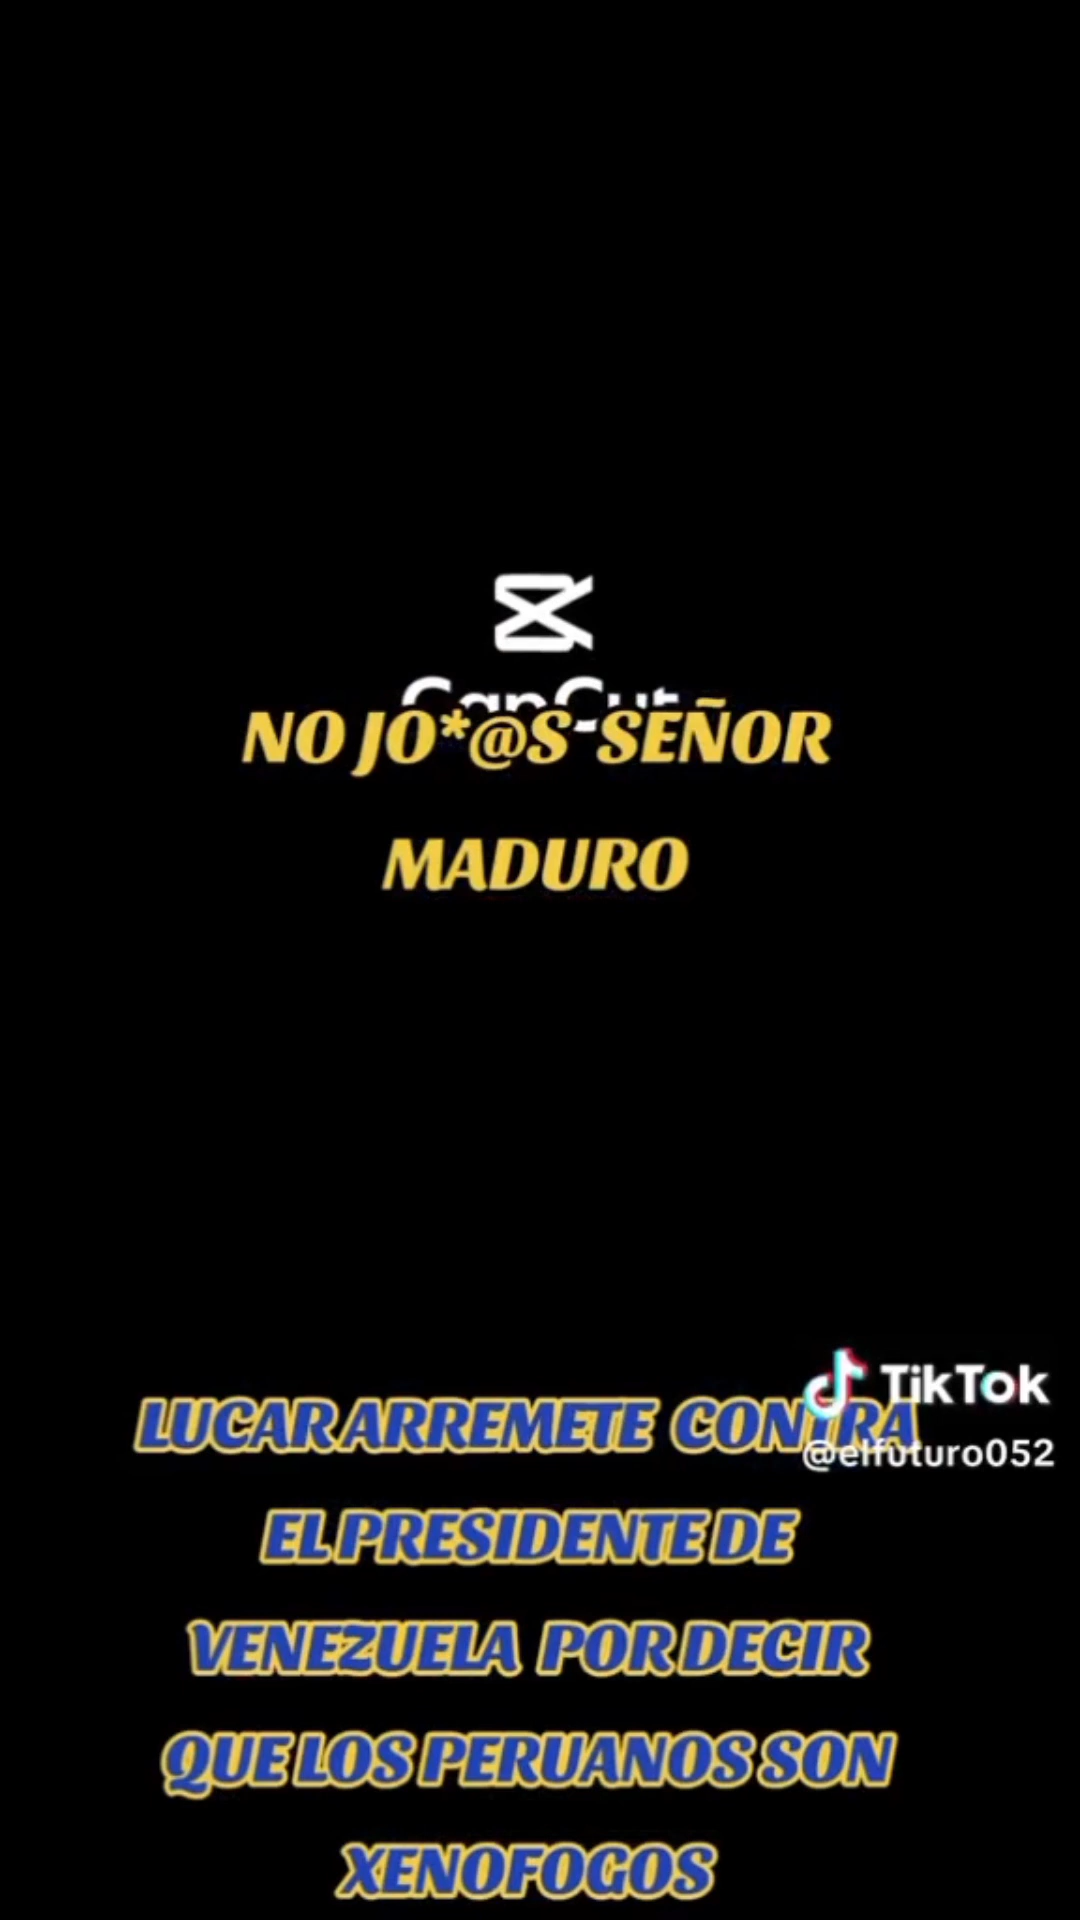 CapCut
NO JO*@S SEÑOR
MADURO
TikTok
@elfuturo052
LUCAR ARREMETE CONTRA
EL PRESIDENTE DE
VENEZUELA POR DECIR
QUE LOS PERUANOS SON
XENOFOGOS